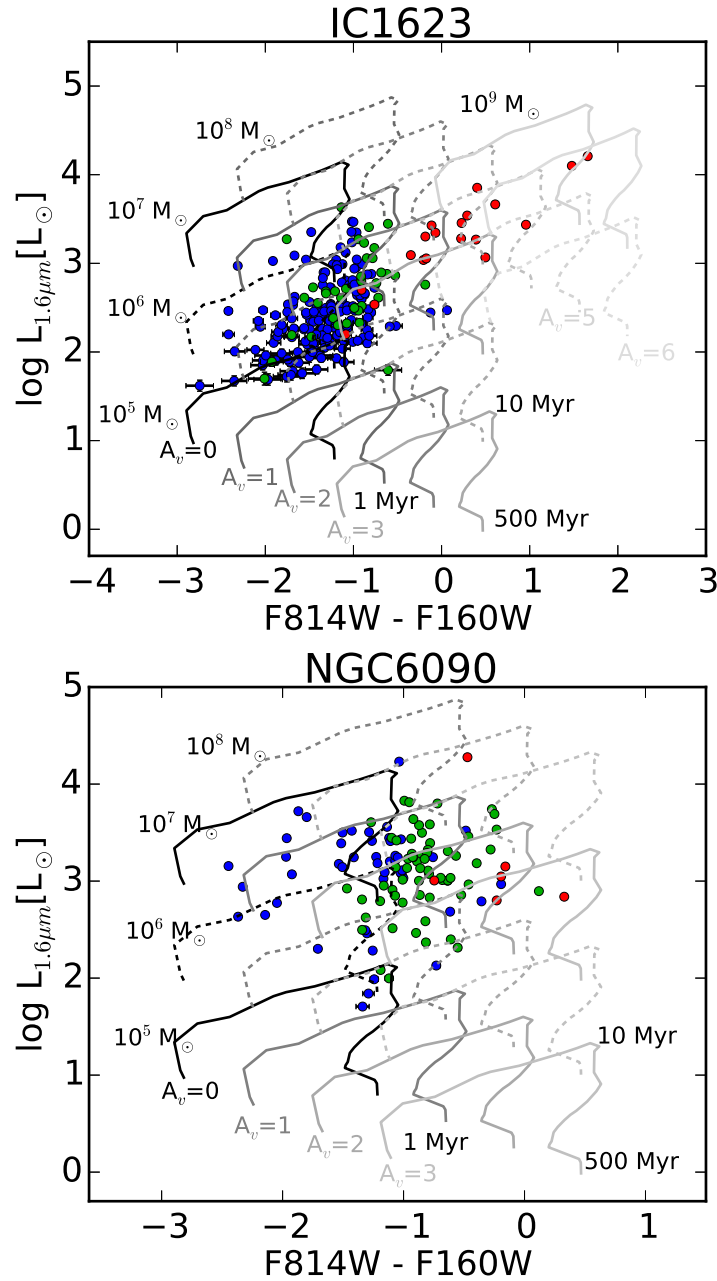 IC1623
log L1.6μm[L☉]
5
4
3
2
1
0
10⁹ M☉
10⁸ M☉
10⁷ M☉
10⁶ M☉
10⁵ M☉
Av=5
Av=6
10 Myr
Av=0
Av=1
Av=2
1 Myr
500 Myr
Av=3
−4 −3 −2 −1 0 1 2 3
F814W - F160W
NGC6090
log L1.6μm[L☉]
5
4
3
2
1
0
10⁸ M☉
10⁷ M☉
10⁶ M☉
10⁵ M☉
10 Myr
Av=0
Av=1
Av=2
1 Myr
500 Myr
Av=3
−3 −2 −1 0 1
F814W - F160W